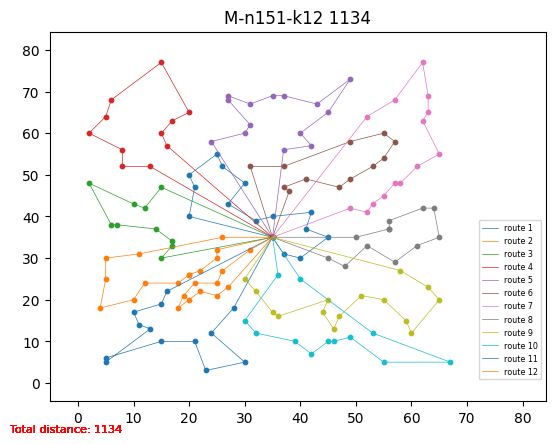 M-n151-k12 1134
80
70
60
50
40
30
20
10
0
0 10 20 30 40 50 60 70 80
route 1
route 2
route 3
route 4
route 5
route 6
route 7
route 8
route 9
route 10
route 11
route 12
Total distance: 1134